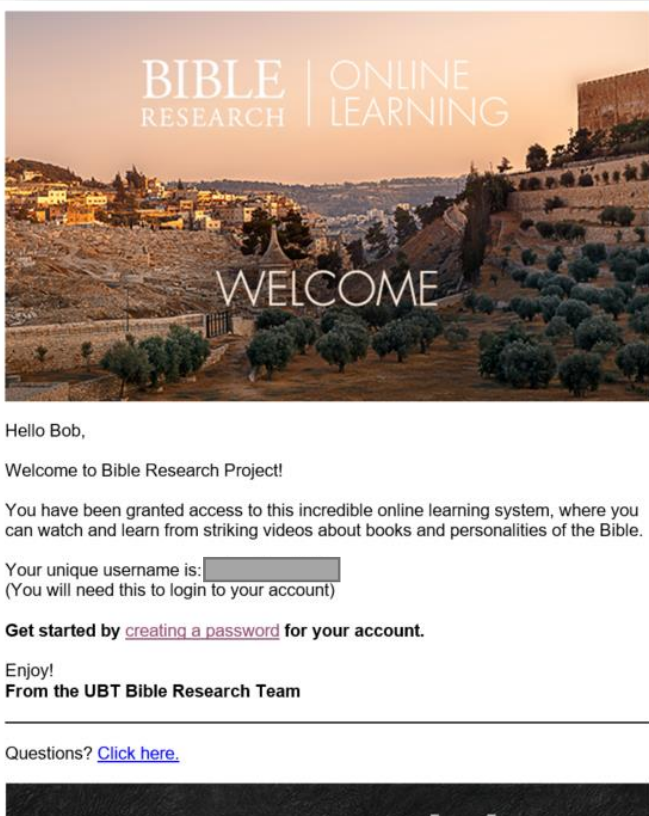 BIBLE | ONLINE
RESEARCH | LEARNING
WELCOME
Hello Bob,
Welcome to Bible Research Project!
You have been granted access to this incredible online learning system, where you
can watch and learn from striking videos about books and personalities of the Bible.
Your unique username is:
(You will need this to login to your account)
Get started by creating a password for your account.
Enjoy!
From the UBT Bible Research Team
Questions? Click here.